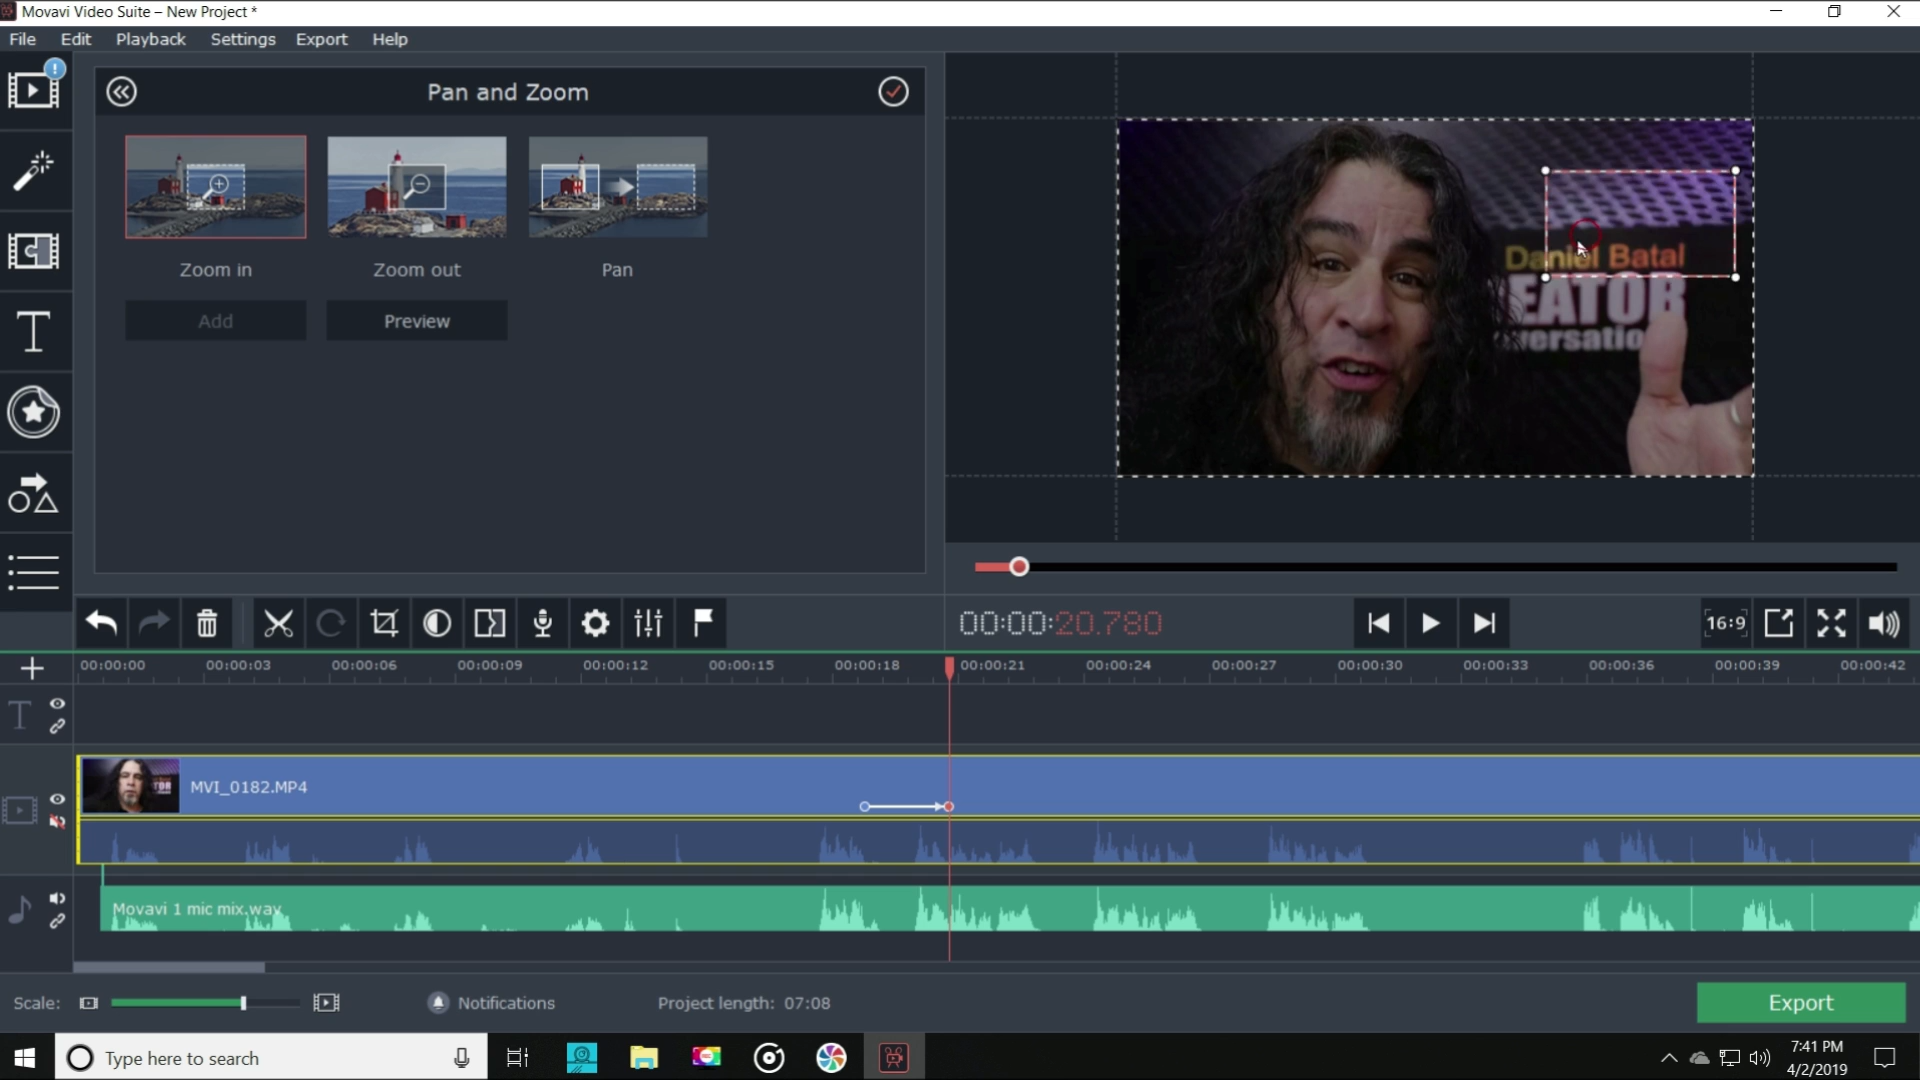 Movavi Video Suite – New Project *
File Edit Playback Settings Export Help
Pan and Zoom
Zoom in Zoom out Pan
Add Preview
Daniel Batal
EATOR
versatio
00:00:20.780
16:9
00:00:00 00:00:03 00:00:06 00:00:09 00:00:12 00:00:15 00:00:18 00:00:21 00:00:24 00:00:27 00:00:30 00:00:33 00:00:36 00:00:39 00:00:42
T
MVI_0182.MP4
Movavi 1 mic mix.wav
Scale: Notifications Project length: 07:08 Export
Type here to search
7:41 PM
4/2/2019